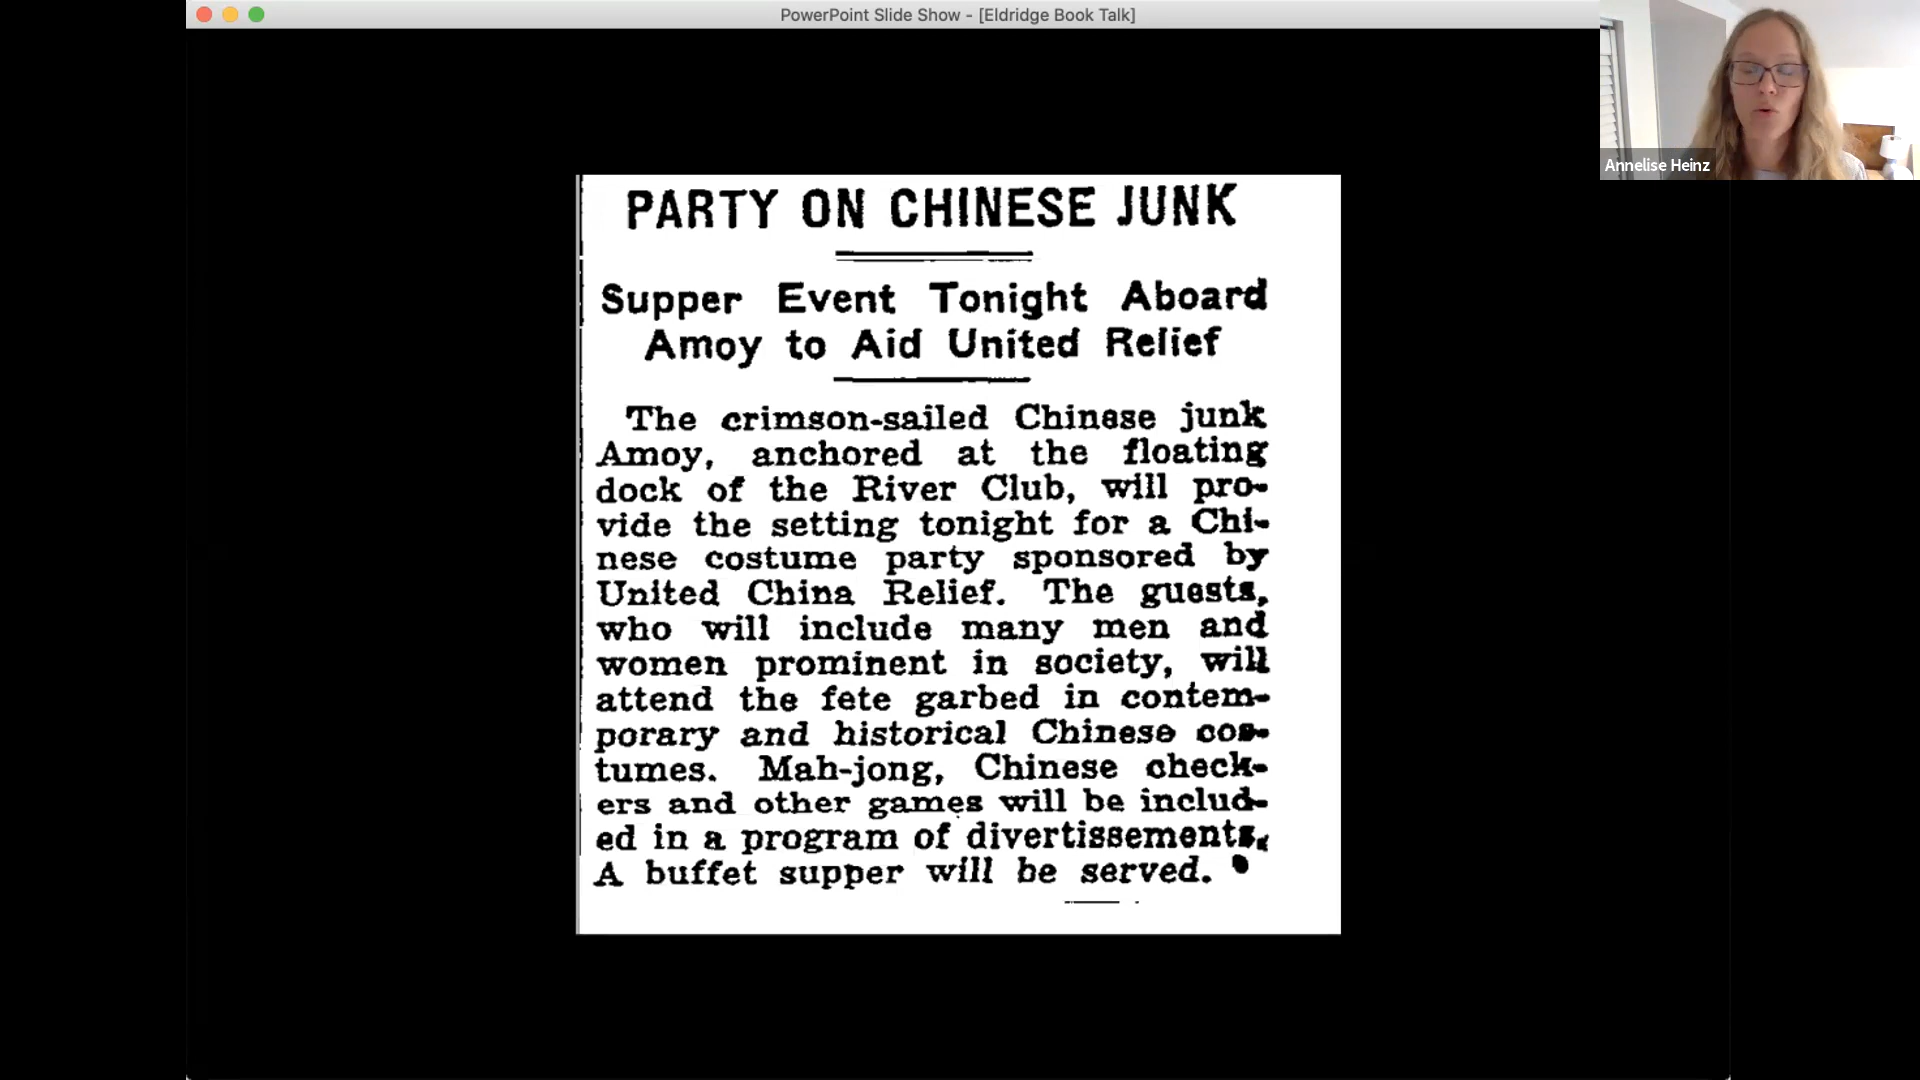 PowerPoint Slide Show - [Eldridge Book Talk]
Annelise Heinz
PARTY ON CHINESE JUNK
Supper Event Tonight Aboard
Amoy to Aid United Relief
The crimson-sailed Chinese junk
Amoy, anchored at the floating
dock of the River Club, will pro-
vide the setting tonight for a Chi-
nese costume party sponsored by
United China Relief. The guests,
who will include many men and
women prominent in society, will
attend the fete garbed in contem-
porary and historical Chinese cos-
tumes. Mah-jong, Chinese check-
ers and other games will be includ-
ed in a program of divertissements.
A buffet supper will be served.